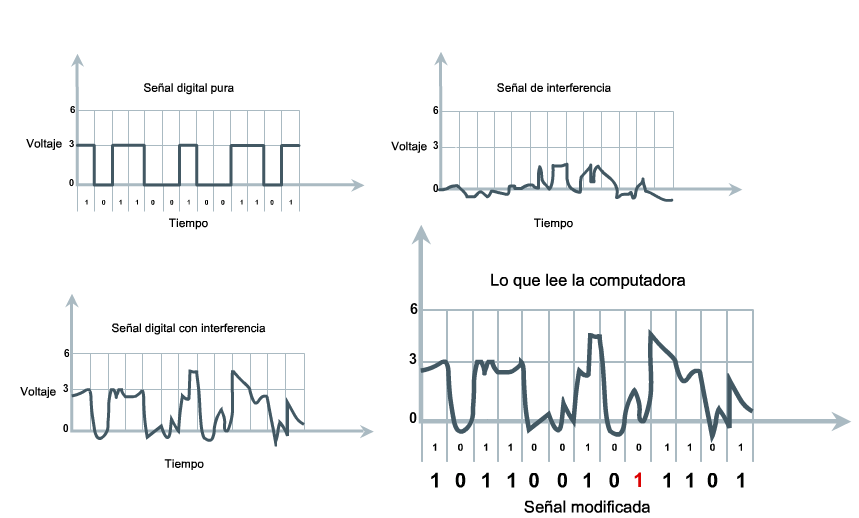 Señal digital pura
6
Voltaje 3
0
1 0 1 1 0 0 1 0 0 1 1 0 1
Tiempo
Señal de interferencia
6
Voltaje 3
0
Tiempo
Señal digital con interferencia
6
Voltaje 3
0
Tiempo
Lo que lee la computadora
6
3
0
1 0 1 1 0 0 1 0 0 1 1 0 1
1 0 1 1 0 0 1 0 1 1 1 0 1
Señal modificada